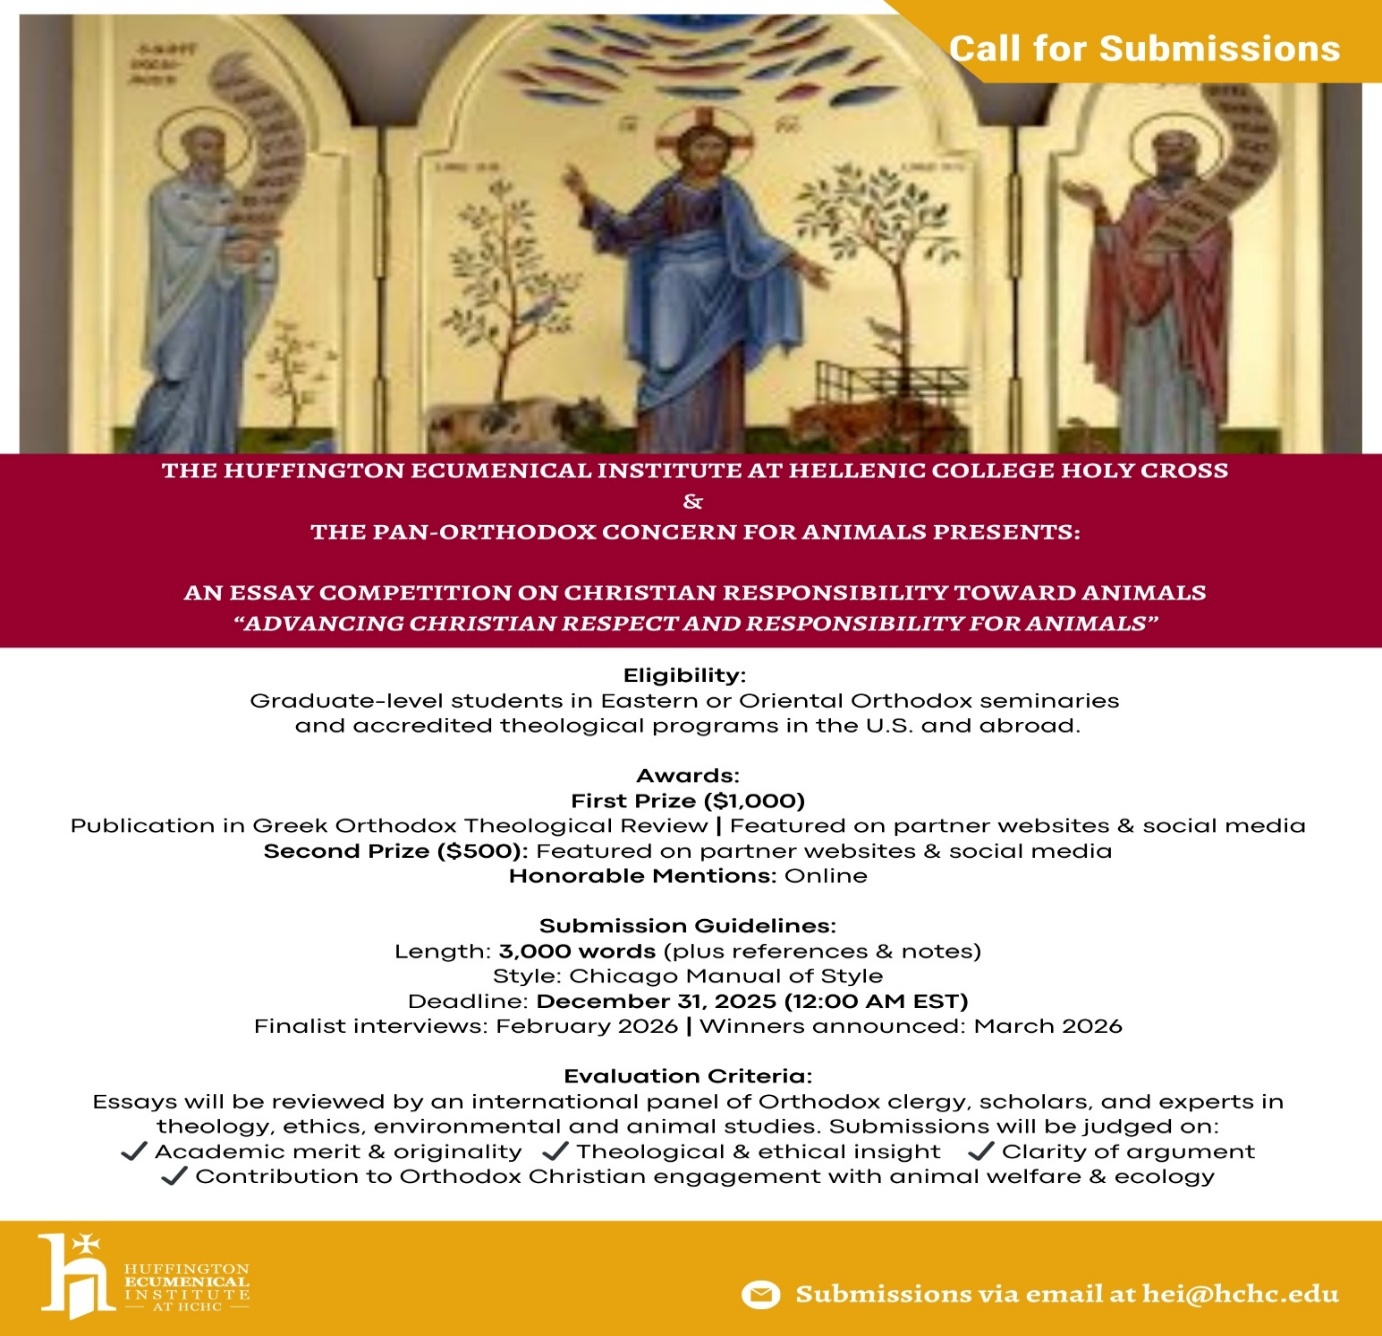 Call for Submissions
THE HUFFINGTON ECUMENICAL INSTITUTE AT HELLENIC COLLEGE HOLY CROSS
&
THE PAN-ORTHODOX CONCERN FOR ANIMALS PRESENTS:
AN ESSAY COMPETITION ON CHRISTIAN RESPONSIBILITY TOWARD ANIMALS
“ADVANCING CHRISTIAN RESPECT AND RESPONSIBILITY FOR ANIMALS”
Eligibility:
Graduate-level students in Eastern or Oriental Orthodox seminaries
and accredited theological programs in the U.S. and abroad.
Awards:
First Prize ($1,000)
Publication in Greek Orthodox Theological Review | Featured on partner websites & social media
Second Prize ($500): Featured on partner websites & social media
Honorable Mentions: Online
Submission Guidelines:
Length: 3,000 words (plus references & notes)
Style: Chicago Manual of Style
Deadline: December 31, 2025 (12:00 AM EST)
Finalist interviews: February 2026 | Winners announced: March 2026
Evaluation Criteria:
Essays will be reviewed by an international panel of Orthodox clergy, scholars, and experts in
theology, ethics, environmental and animal studies. Submissions will be judged on:
✓ Academic merit & originality ✓ Theological & ethical insight ✓ Clarity of argument
✓ Contribution to Orthodox Christian engagement with animal welfare & ecology
h
HUFFINGTON
ECUMENICAL
INSTITUTE
AT HCHC
Submissions via email at hei@hchc.edu